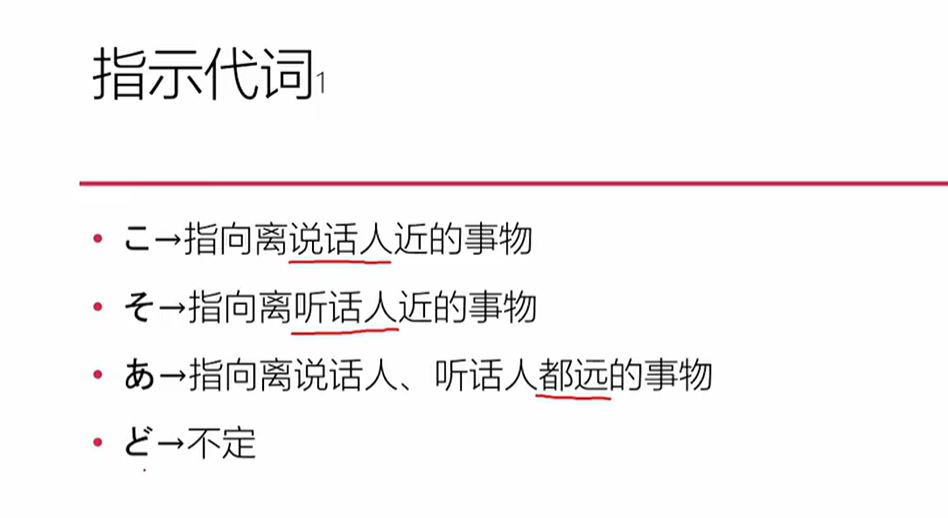 指示代词1
• こ→指向离说话人近的事物
• そ→指向离听话人近的事物
• あ→指向离说话人、听话人都远的事物
• ど→不定